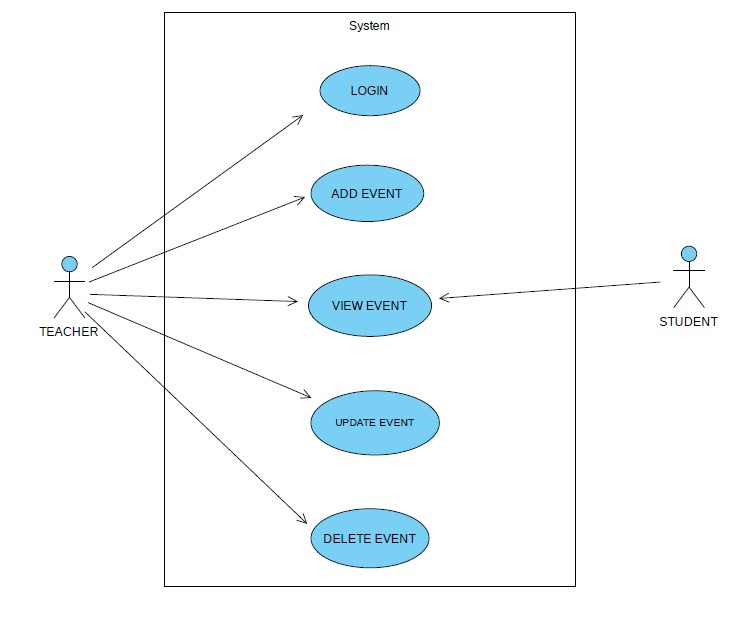 System
LOGIN
ADD EVENT
VIEW EVENT
TEACHER
STUDENT
UPDATE EVENT
DELETE EVENT